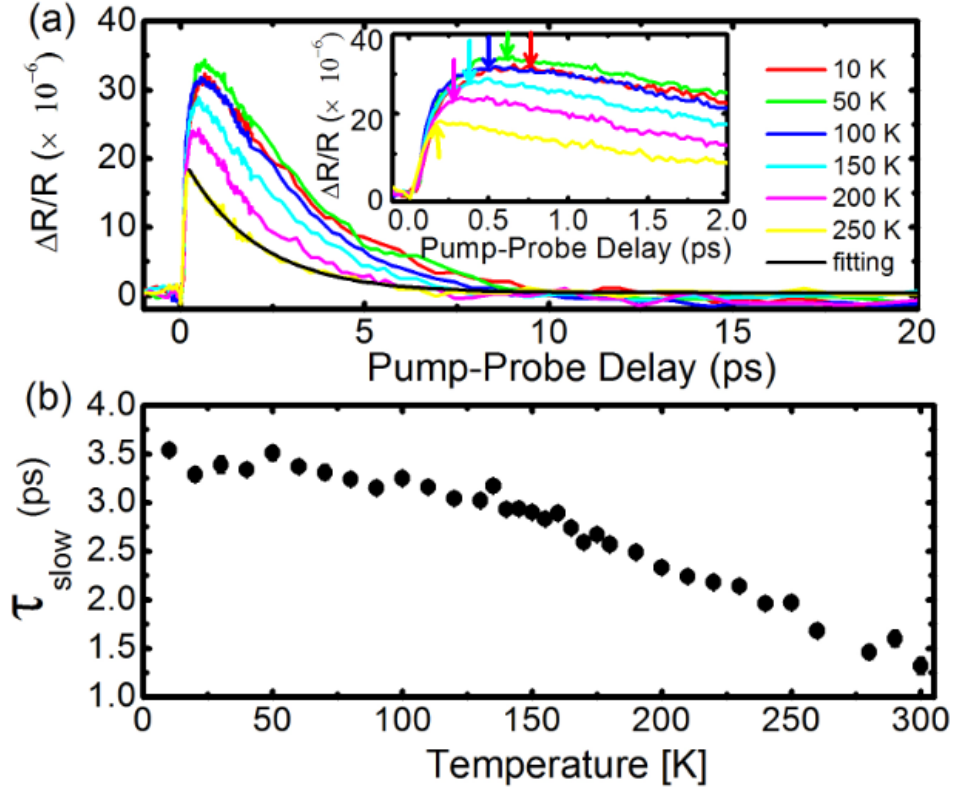 (a)
ΔR/R (× 10⁻⁶)
40
30
20
10
0
0
5
10
15
20
Pump-Probe Delay (ps)
ΔR/R (× 10⁻⁶)
40
20
0
0.0
0.5
1.0
1.5
2.0
Pump-Probe Delay (ps)
10 K
50 K
100 K
150 K
200 K
250 K
fitting
(b)
τslow (ps)
4.0
3.5
3.0
2.5
2.0
1.5
1.0
0
50
100
150
200
250
300
Temperature [K]